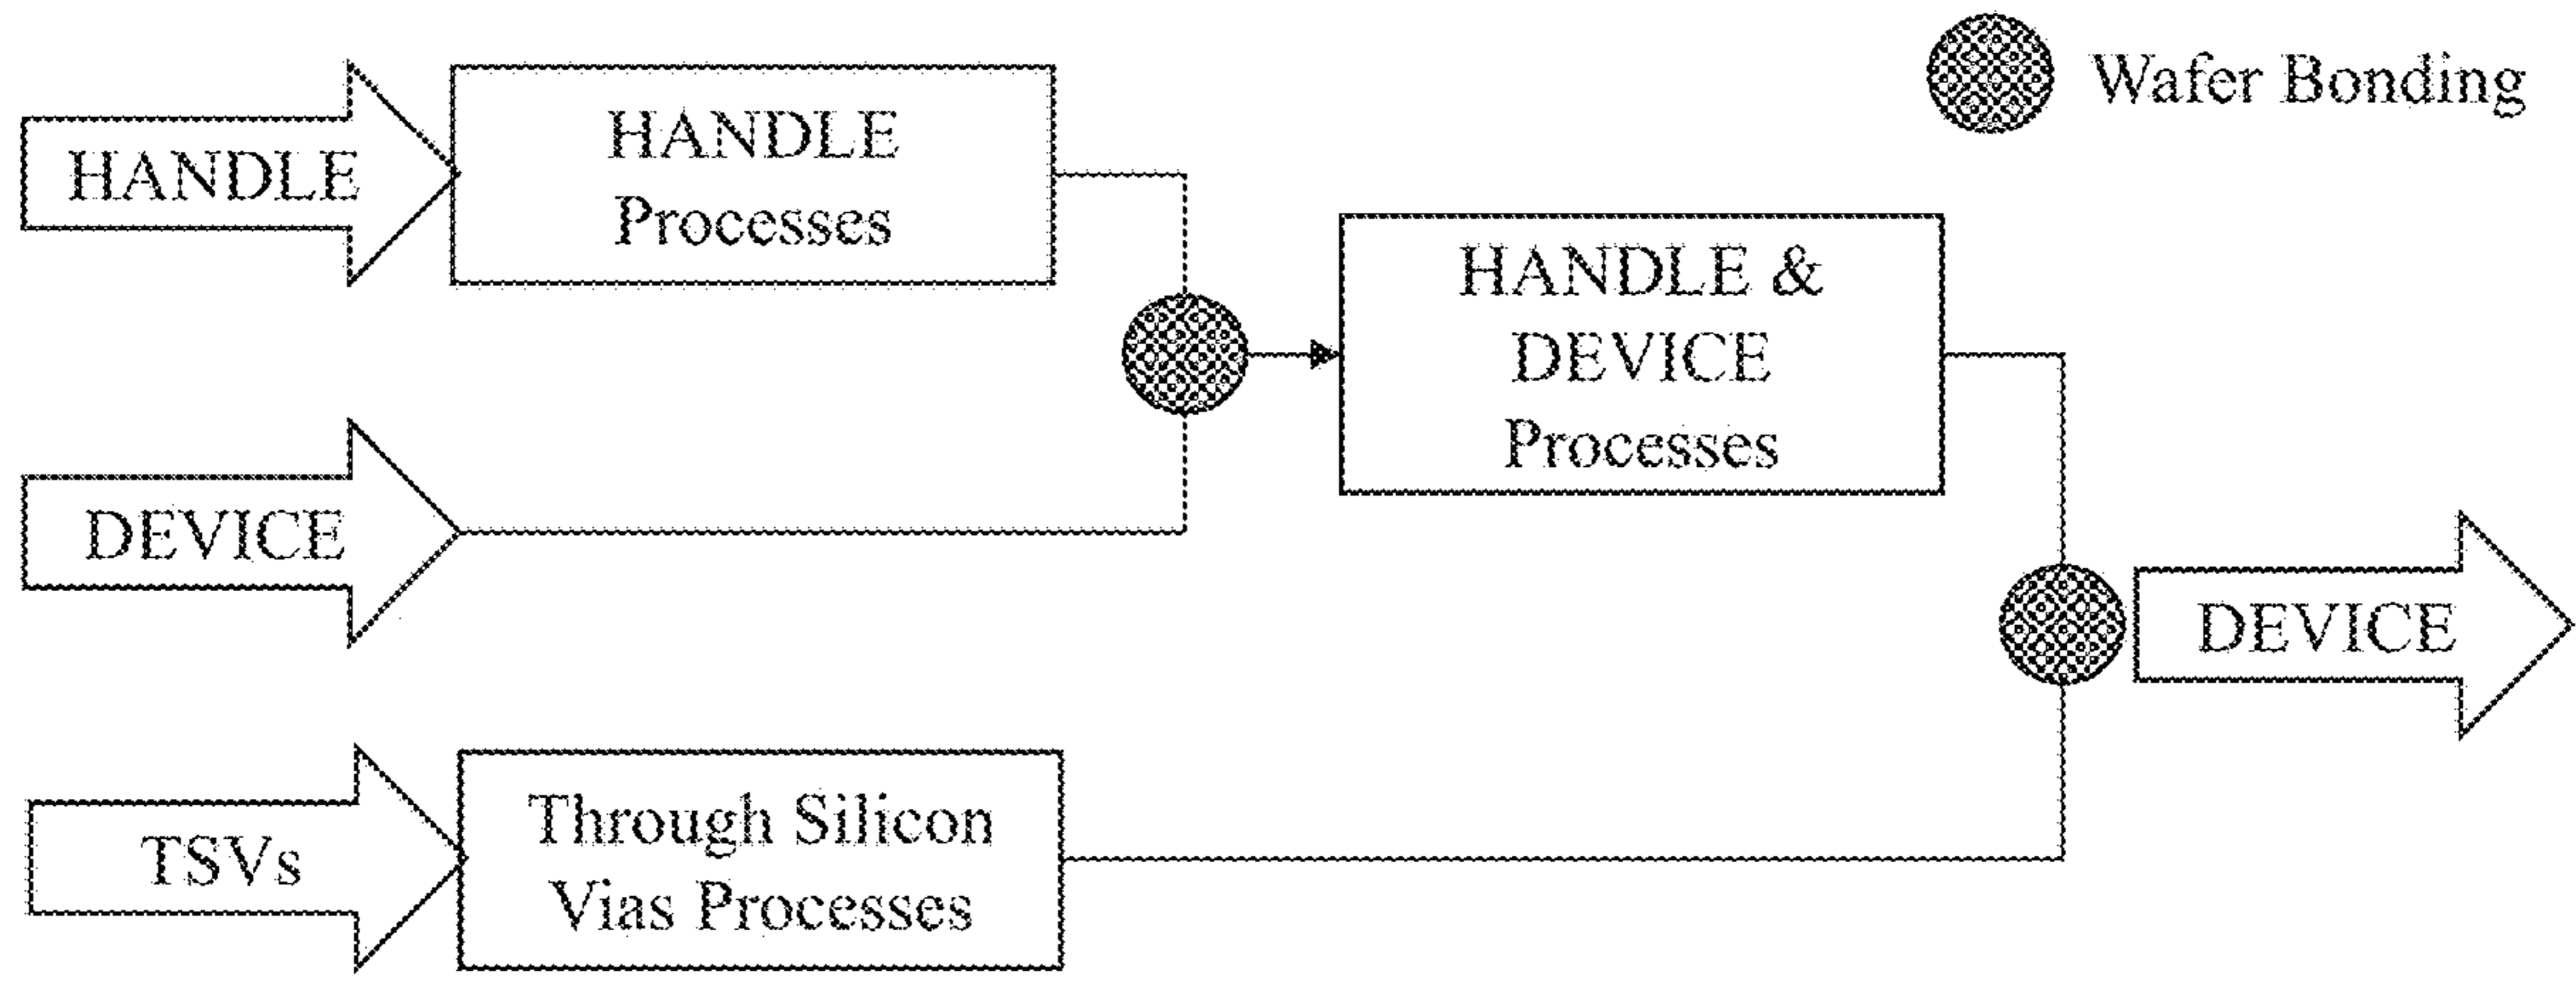 Wafer Bonding
HANDLE
HANDLE
Processes
HANDLE &
DEVICE
Processes
DEVICE
DEVICE
TSVs
Through Silicon
Vias Processes